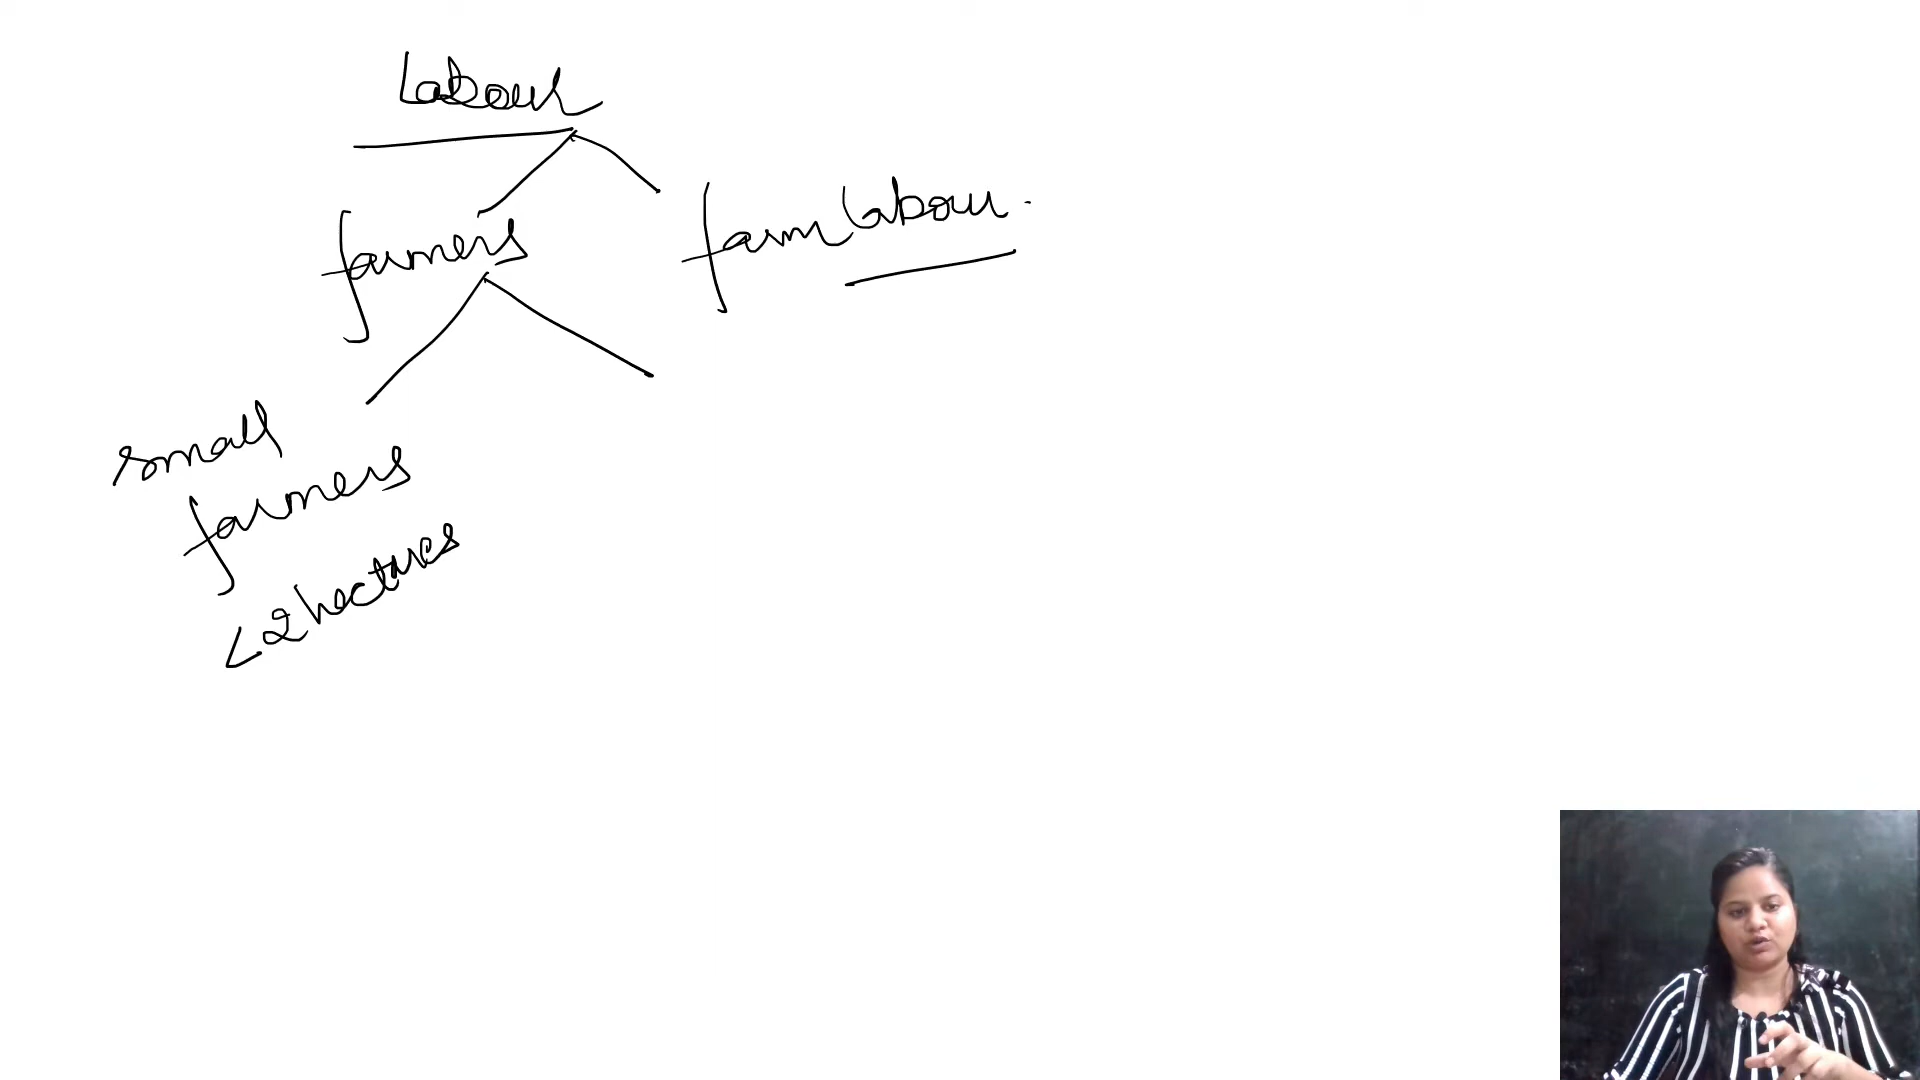 Labour
farmers
farm labour.
small
farmers
<2 hectares